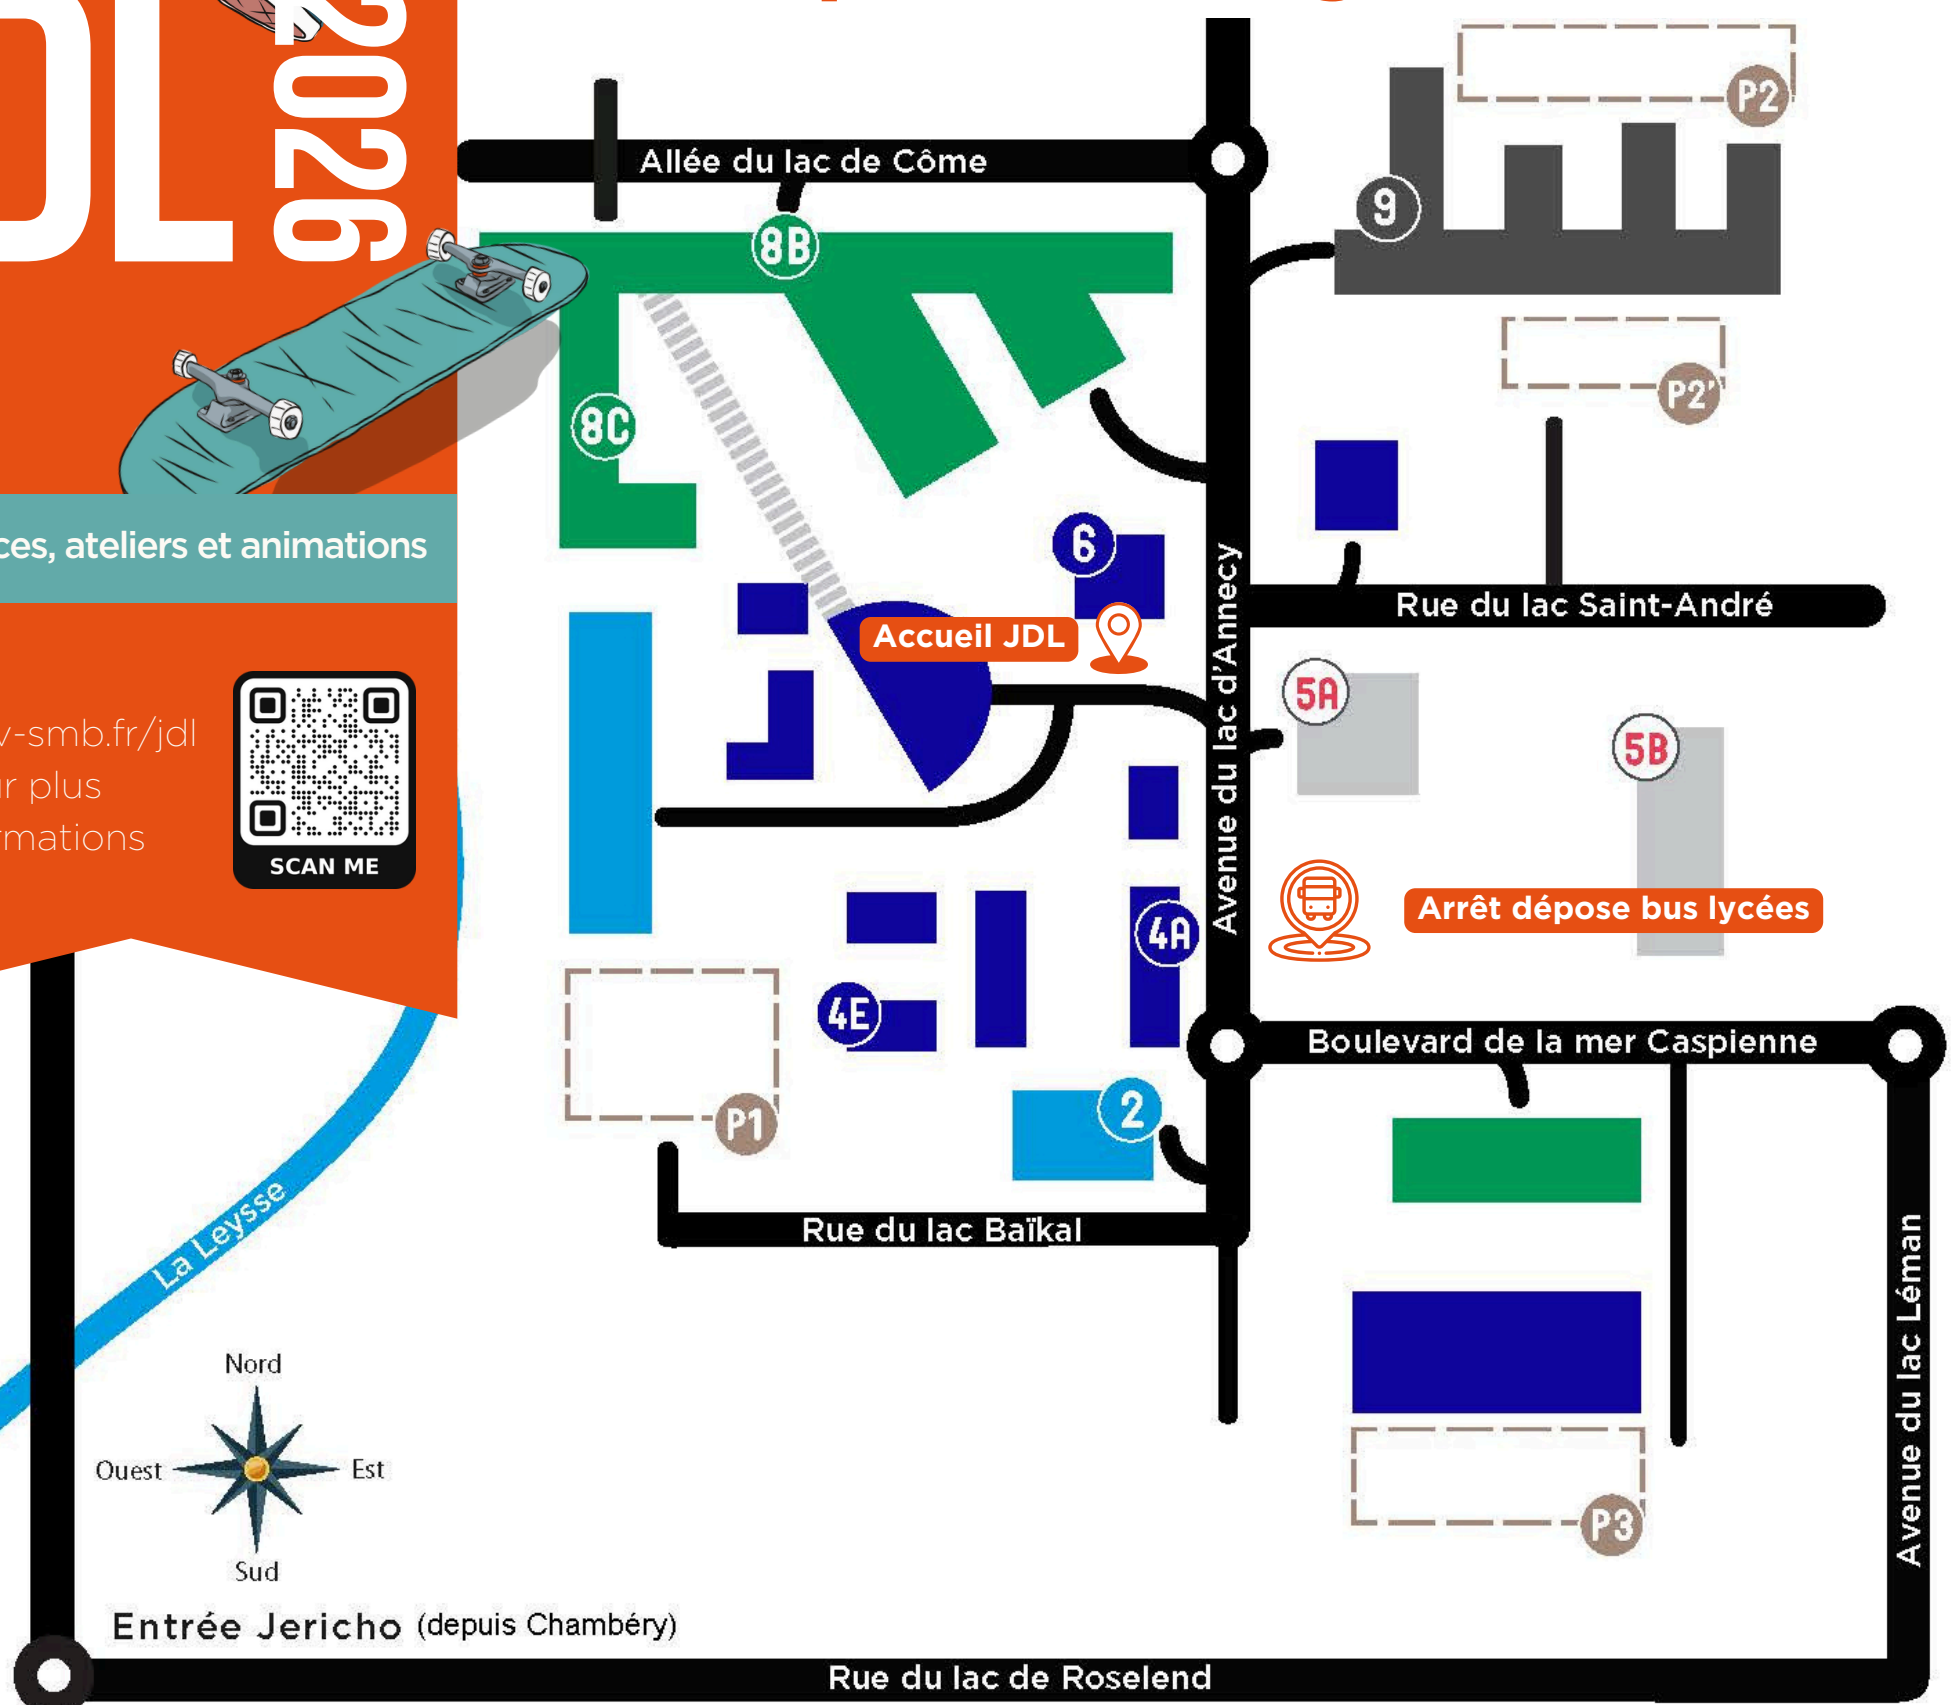 DL
2026
ces, ateliers et animations
v-smb.fr/jdl
r plus
rmations
SCAN ME
Allée du lac de Côme
P2
9
8B
P2'
8C
6
Avenue du lac d'Annecy
Rue du lac Saint-André
Accueil JDL
5A
5B
4A
Arrêt dépose bus lycées
4E
Boulevard de la mer Caspienne
2
P1
La Leysse
Rue du lac Baïkal
Avenue du lac Léman
Nord
Ouest
Est
Sud
P3
Entrée Jericho (depuis Chambéry)
Rue du lac de Roselend